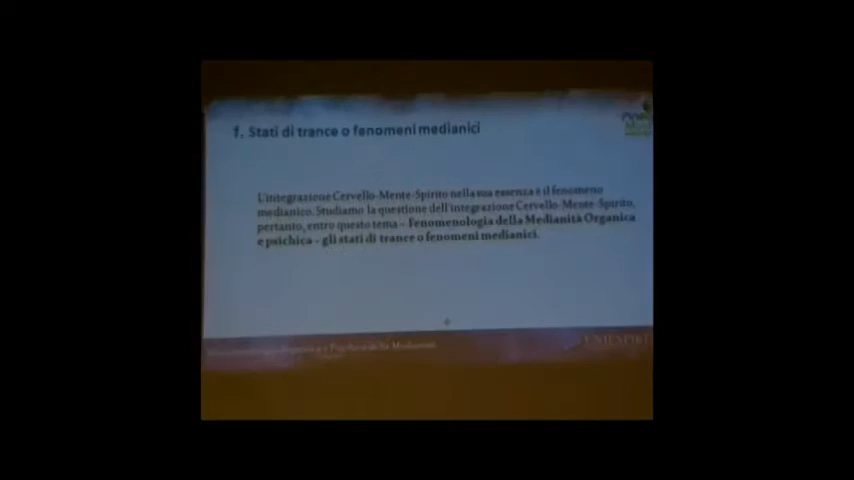 1. Stati di trance o fenomeni medianici
L'integrazione Cervello-Mente-Spirito nella sua essenza è il fenomeno
medianico. Studiamo la questione dell'integrazione Cervello-Mente-Spirito,
pertanto, entro questo tema – Fenomenologia della Medianità Organica
e psichica – gli stati di trance o fenomeni medianici.